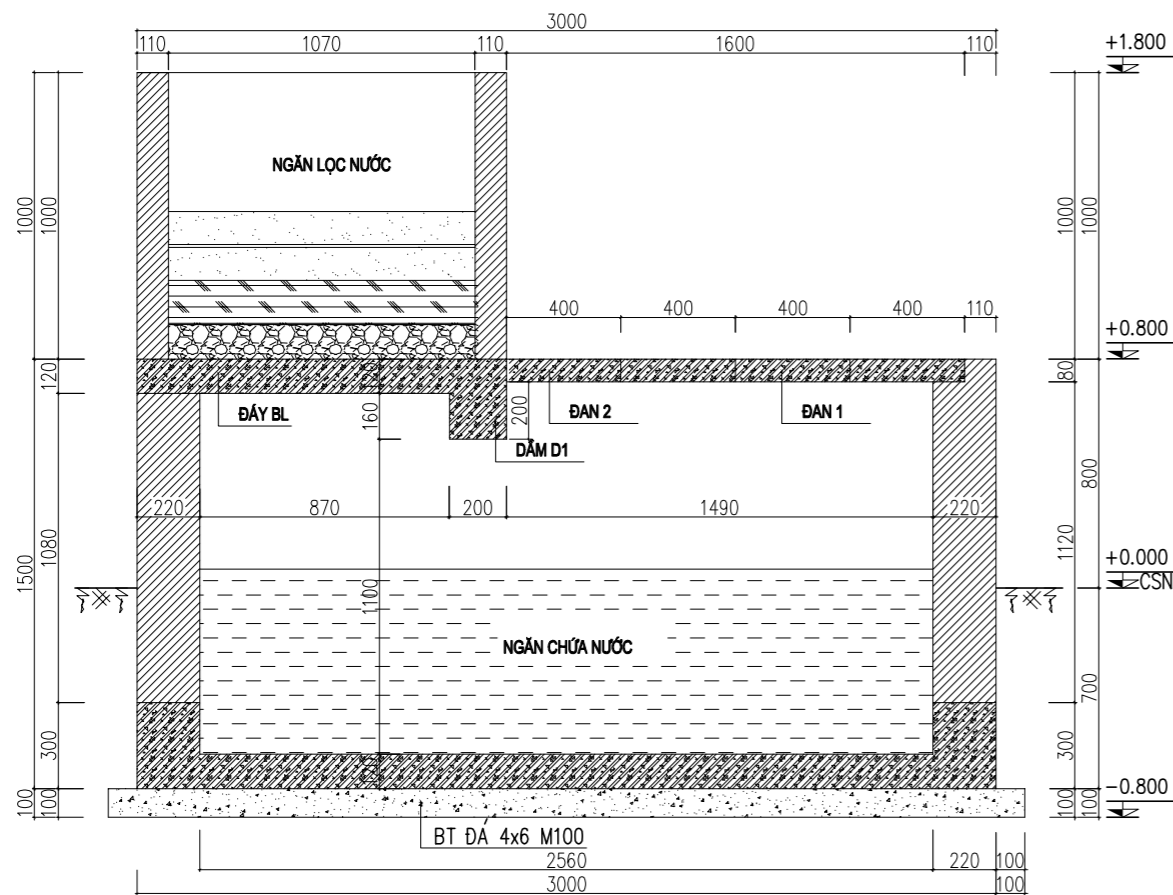 3000
110 1070 110 1600 110
+1.800
NGĂN LỌC NƯỚC
1000 1000 1000 1000
400 400 400 400 110
+0.800
120 120 80
ĐÁY BL 160 200 ĐAN 2 ĐAN 1
DẦM D1
220 870 200 1490 220
800
1500 1080 1100 1120
+0.000
CSN
NGĂN CHỨA NƯỚC
700
300 120 300
-0.800
100 100 100 100
BT ĐÁ 4x6 M100
2560 220 100
3000 100